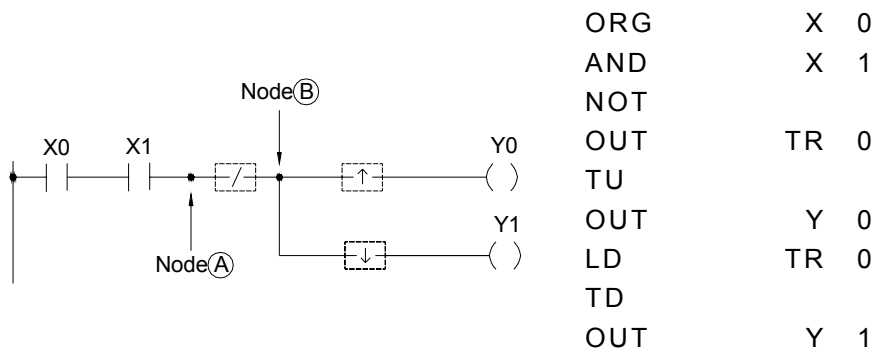 Node Ⓑ
X0 X1 Y0
Y1
Node Ⓐ
ORG X 0
AND X 1
NOT
OUT TR 0
TU
OUT Y 0
LD TR 0
TD
OUT Y 1